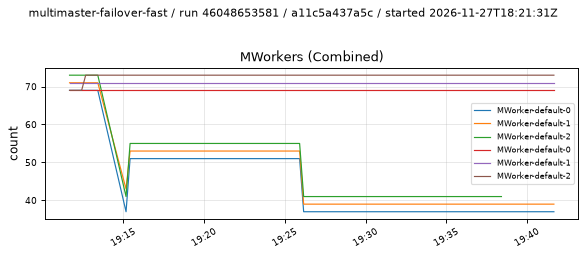 multimaster-failover-fast / run 46048653581 / a11c5a437a5c / started 2026-11-27T18:21:31Z
MWorkers (Combined)
count
70
60
50
40
MWorker-default-0
MWorker-default-1
MWorker-default-2
MWorker-default-0
MWorker-default-1
MWorker-default-2
19:15
19:20
19:25
19:30
19:35
19:40